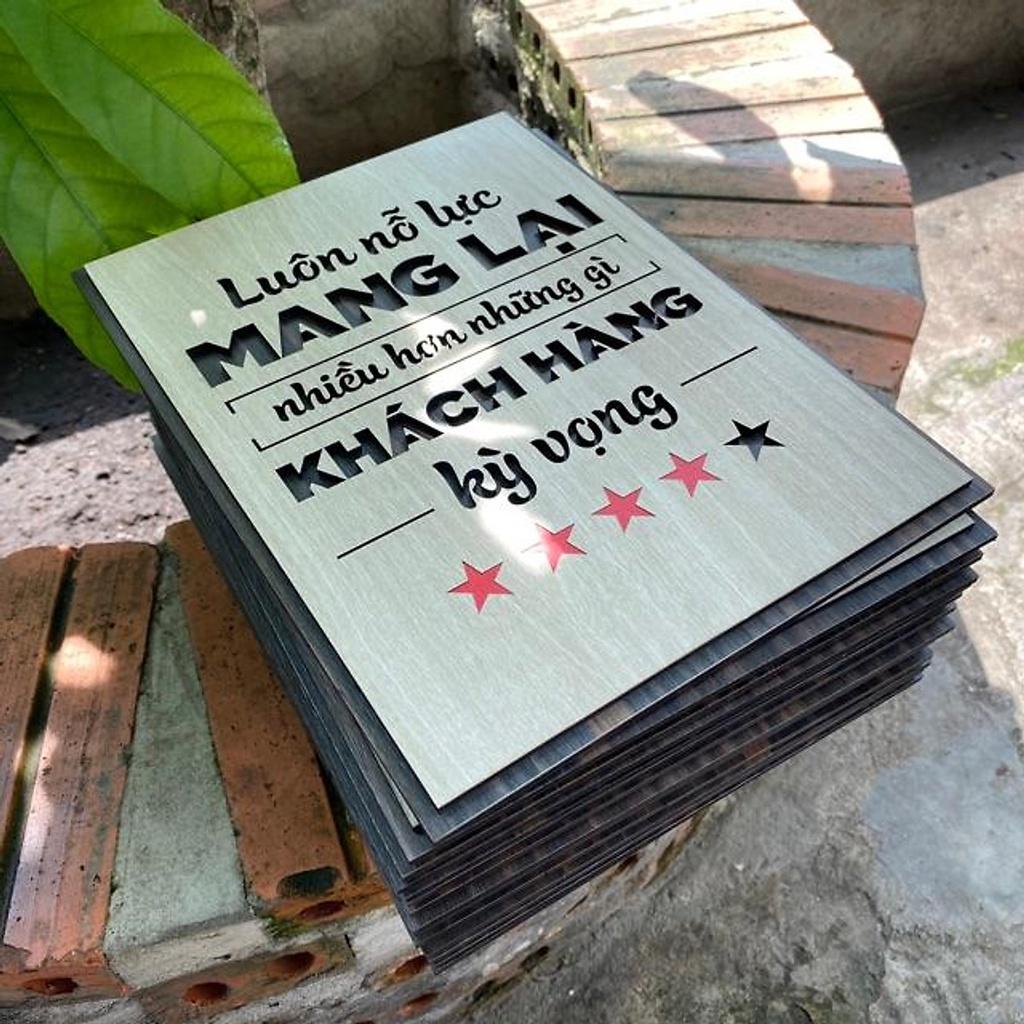 Luôn nỗ lực
MANG LẠI
nhiều hơn những gì
KHÁCH HÀNG
kỳ vọng